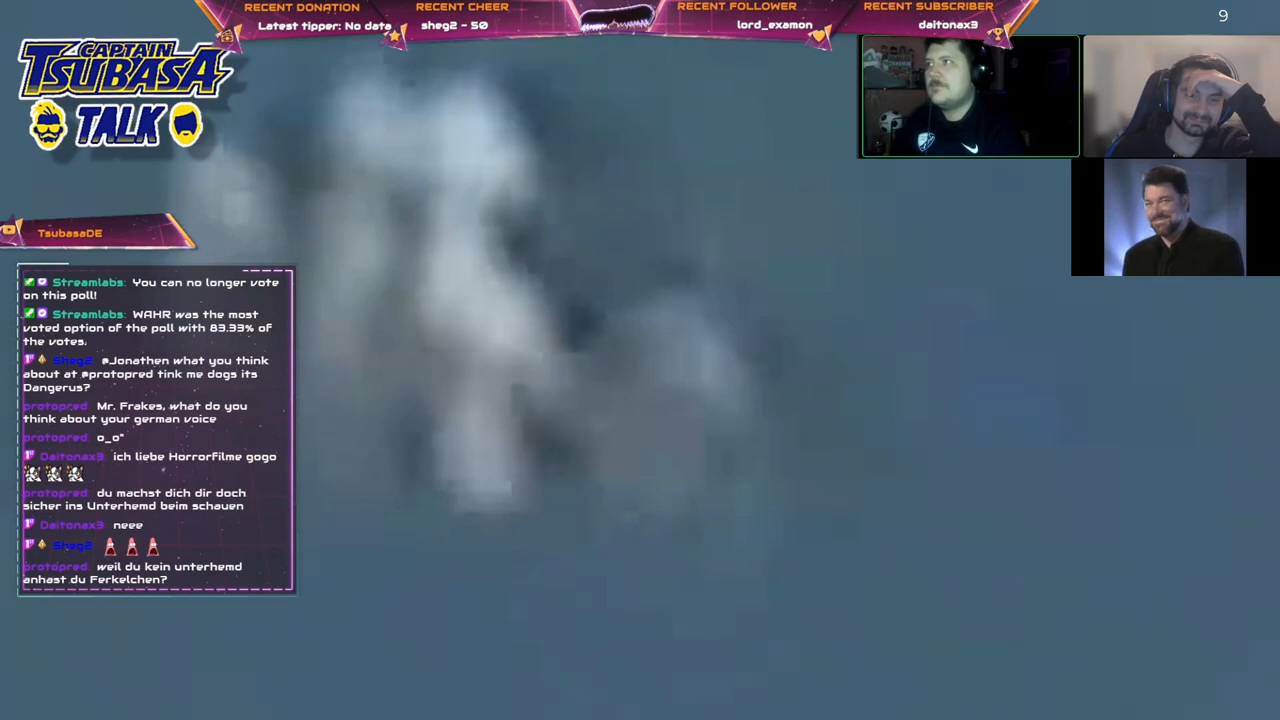 RECENT DONATION
Latest tipper: No data
RECENT CHEER
sheg2 - 50
RECENT FOLLOWER
lord_examon
RECENT SUBSCRIBER
daitonax3
9
CAPTAIN
TSUBASA
TALK
TsubasaDE
Streamlabs: You can no longer vote
on this poll!
Streamlabs: WAHR was the most
voted option of the poll with 83.33% of
the votes.
Sheg2: @Jonathen what you think
about at @protopred tink me dogs its
Dangerus?
protopred: Mr. Frakes, what do you
think about your german voice
protopred: o_o"
Daitonax3: ich liebe Horrorfilme gogo
protopred: du machst dich dir doch
sicher ins Unterhemd beim schauen
Daitonax3: neee
Sheg2:
protopred: weil du kein unterhemd
anhast du Ferkelchen?